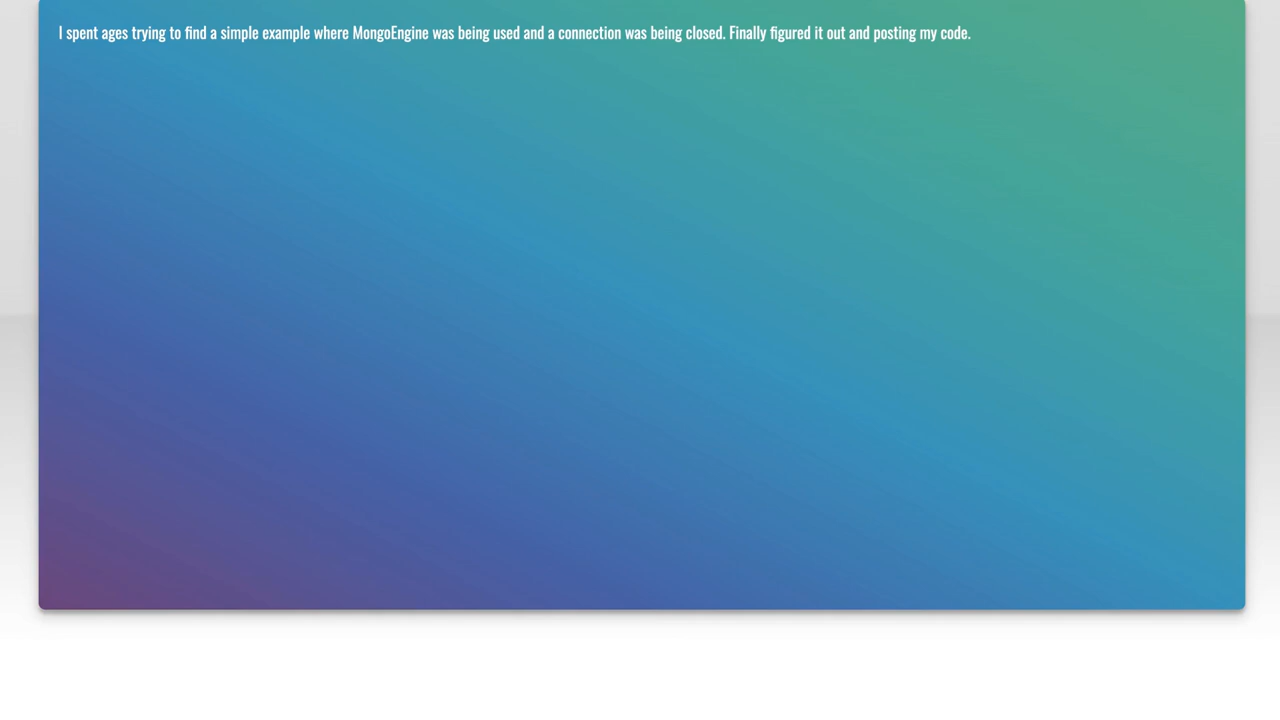 I spent ages trying to find a simple example where MongoEngine was being used and a connection was being closed. Finally figured it out and posting my code.